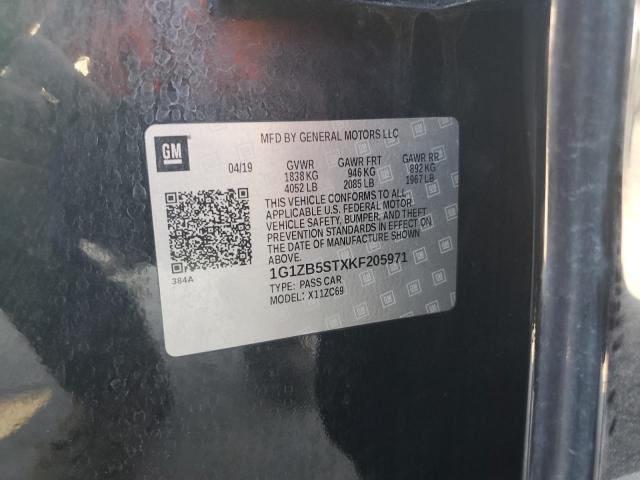 GM
MFD BY GENERAL MOTORS LLC
04/19 GVWR GAWR FRT GAWR RR
1838 KG 946 KG 892 KG
4052 LB 2085 LB 1967 LB
THIS VEHICLE CONFORMS TO ALL
APPLICABLE U.S. FEDERAL MOTOR
VEHICLE SAFETY, BUMPER, AND THEFT
PREVENTION STANDARDS IN EFFECT ON
THE DATE OF MANUFACTURE SHOWN
ABOVE.
384A
1G1ZB5STXKF205971
TYPE: PASS CAR
MODEL: X11ZC69